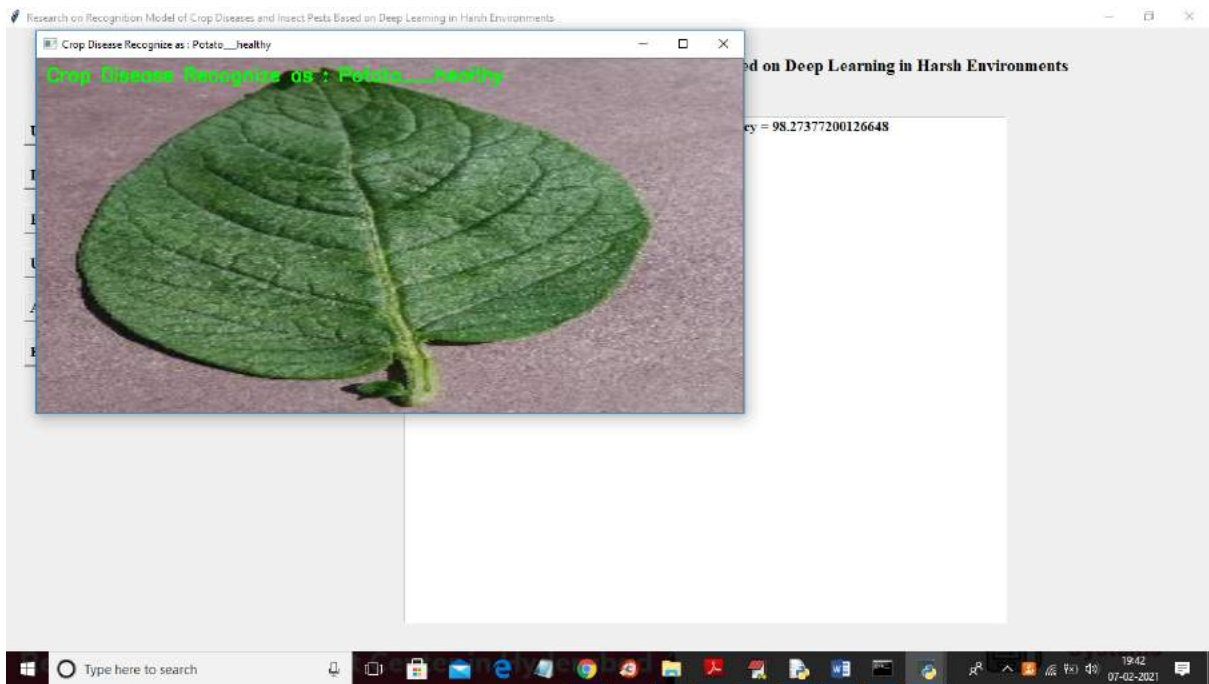 Research on Recognition Model of Crop Diseases and Insect Pests Based on Deep Learning in Harsh Environments
Crop Disease Recognize as : Potato___healthy
Crop Disease Recognize as : Potato___healthy
ed on Deep Learning in Harsh Environments
cy = 98.27377200126648
Type here to search
19:42
07-02-2021